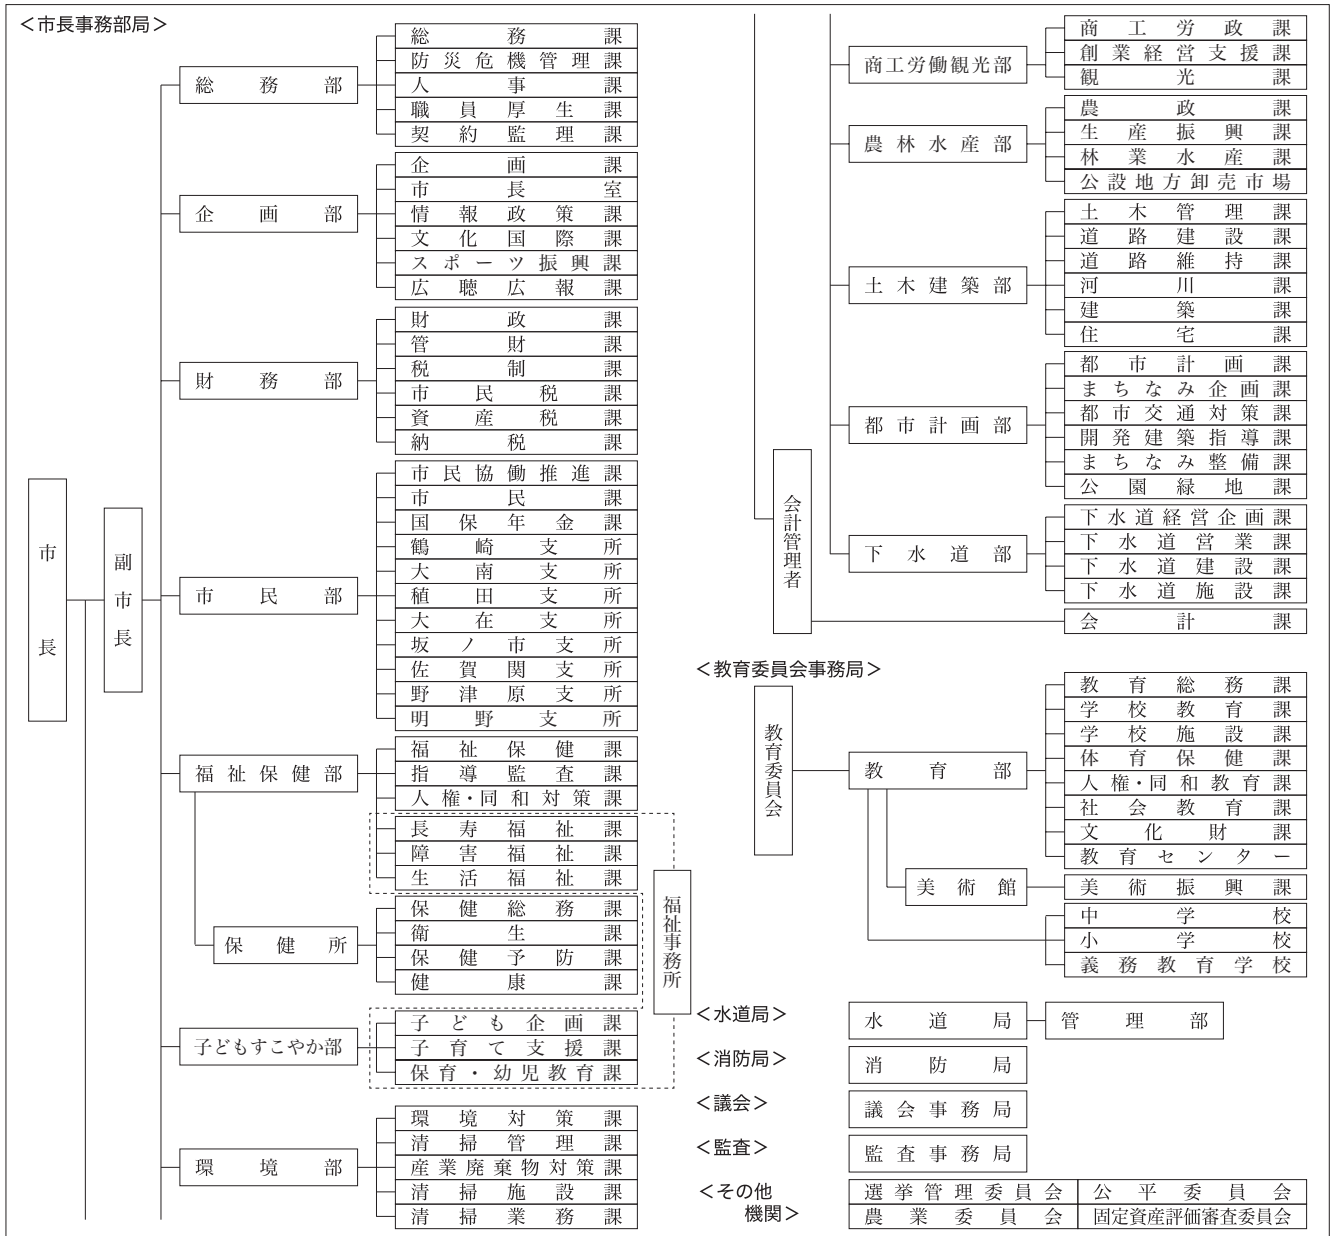 ＜市長事務部局＞
市長
副市長
総務部
総務課
防災危機管理課
人事課
職員厚生課
契約監理課
企画部
企画課
市長室
情報政策課
文化国際課
スポーツ振興課
広聴広報課
財務部
財政課
管財課
税制課
市民税課
資産税課
納税課
市民部
市民協働推進課
市民課
国保年金課
鶴崎支所
大南支所
稙田支所
大在支所
坂ノ市支所
佐賀関支所
野津原支所
明野支所
福祉保健部
福祉保健課
指導監査課
人権・同和対策課
長寿福祉課
障害福祉課
生活福祉課
福祉事務所
保健所
保健総務課
衛生課
保健予防課
健康課
子どもすこやか部
子ども企画課
子育て支援課
保育・幼児教育課
環境部
環境対策課
清掃管理課
産業廃棄物対策課
清掃施設課
清掃業務課
商工労働観光部
商工労政課
創業経営支援課
観光課
農林水産部
農政課
生産振興課
林業水産課
公設地方卸売市場
土木建築部
土木管理課
道路建設課
道路維持課
河川課
建築課
住宅課
都市計画部
都市計画課
まちなみ企画課
都市交通対策課
開発建築指導課
まちなみ整備課
公園緑地課
下水道部
下水道経営企画課
下水道営業課
下水道建設課
下水道施設課
会計管理者
会計課
＜教育委員会事務局＞
教育委員会
教育部
教育総務課
学校教育課
学校施設課
体育保健課
人権・同和教育課
社会教育課
文化財課
教育センター
美術館
美術振興課
中学校
小学校
義務教育学校
＜水道局＞
水道局
管理部
＜消防局＞
消防局
＜議会＞
議会事務局
＜監査＞
監査事務局
＜その他
機関＞
選挙管理委員会
公平委員会
農業委員会
固定資産評価審査委員会